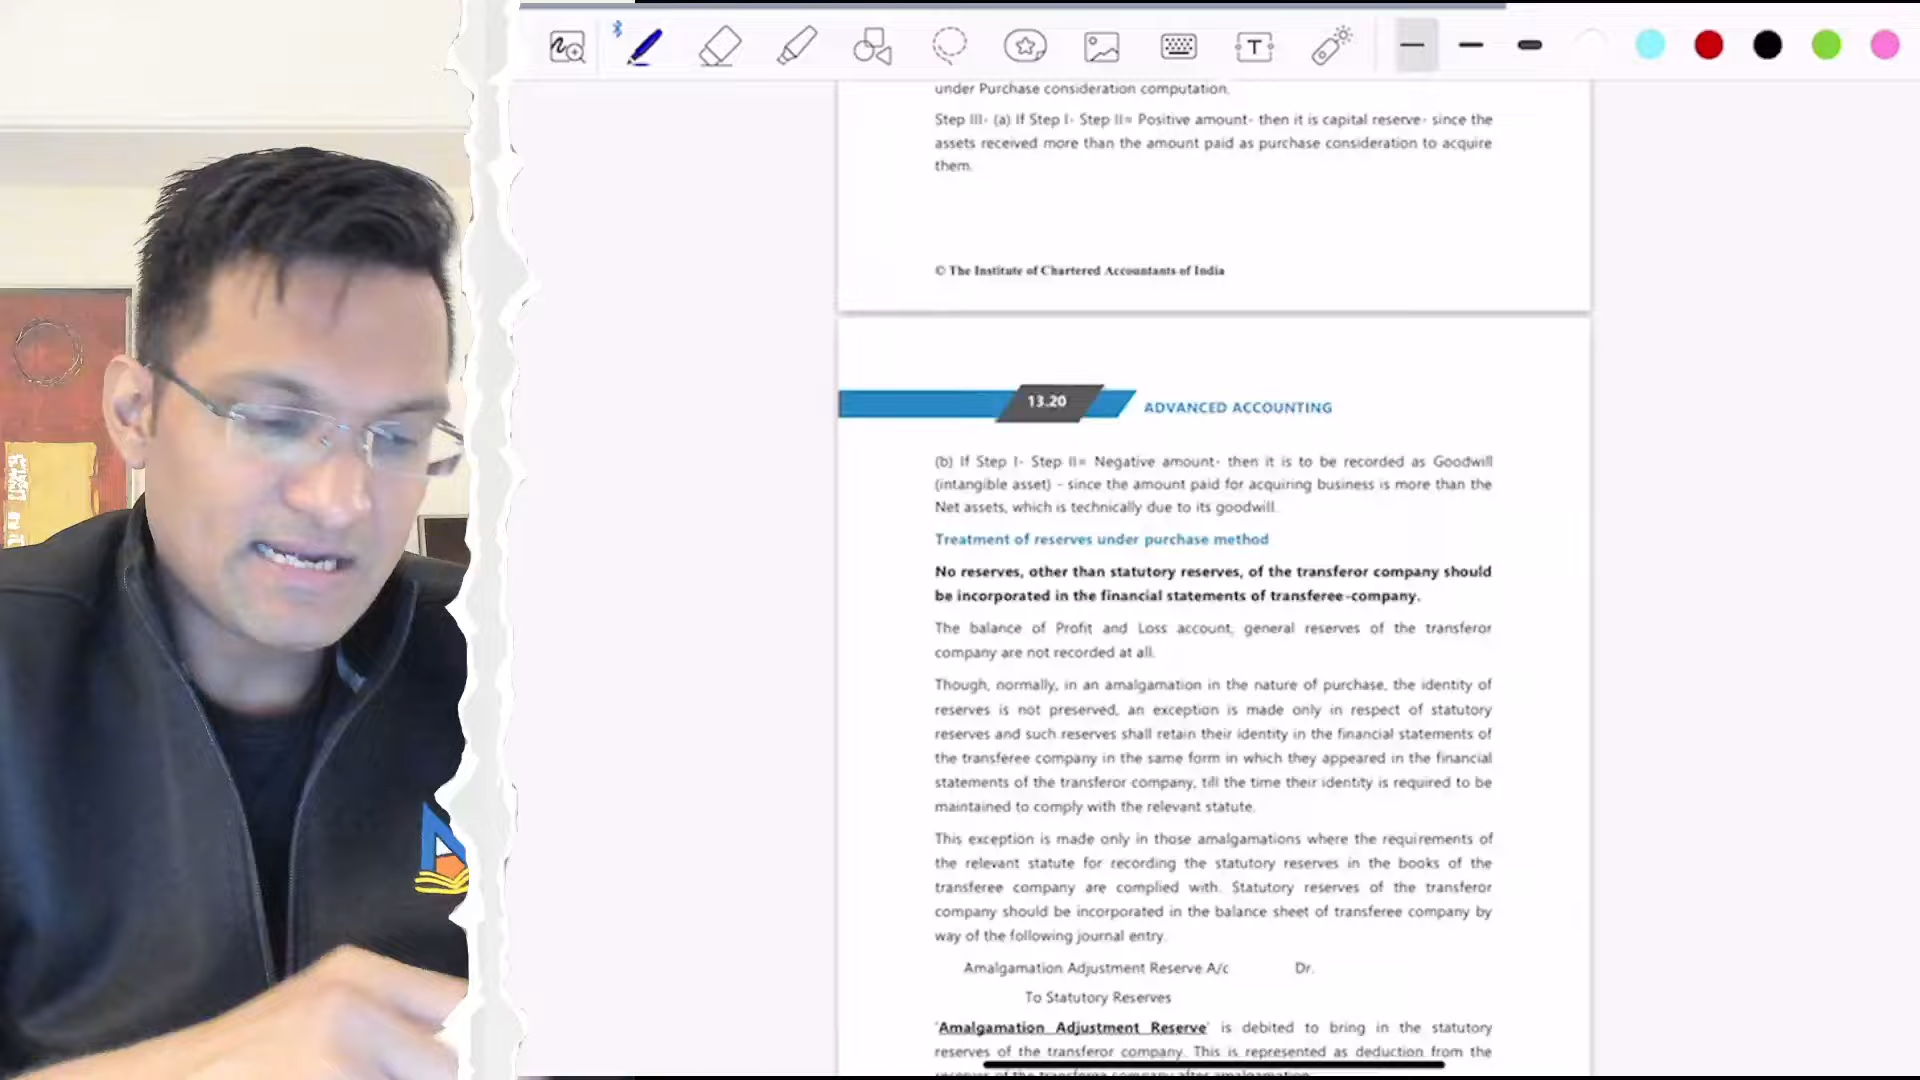 under Purchase consideration computation.
Step III- (a) If Step I- Step II= Positive amount- then it is capital reserve- since the
assets received more than the amount paid as purchase consideration to acquire
them.
© The Institute of Chartered Accountants of India
13.20
ADVANCED ACCOUNTING
(b) If Step I- Step II= Negative amount- then it is to be recorded as Goodwill
(intangible asset) - since the amount paid for acquiring business is more than the
Net assets, which is technically due to its goodwill.
Treatment of reserves under purchase method
No reserves, other than statutory reserves, of the transferor company should
be incorporated in the financial statements of transferee-company.
The balance of Profit and Loss account, general reserves of the transferor
company are not recorded at all.
Though, normally, in an amalgamation in the nature of purchase, the identity of
reserves is not preserved, an exception is made only in respect of statutory
reserves and such reserves shall retain their identity in the financial statements of
the transferee company in the same form in which they appeared in the financial
statements of the transferor company, till the time their identity is required to be
maintained to comply with the relevant statute.
This exception is made only in those amalgamations where the requirements of
the relevant statute for recording the statutory reserves in the books of the
transferee company are complied with. Statutory reserves of the transferor
company should be incorporated in the balance sheet of transferee company by
way of the following journal entry.
Amalgamation Adjustment Reserve A/c Dr.
To Statutory Reserves
'Amalgamation Adjustment Reserve' is debited to bring in the statutory
reserves of the transferor company. This is represented as deduction from the